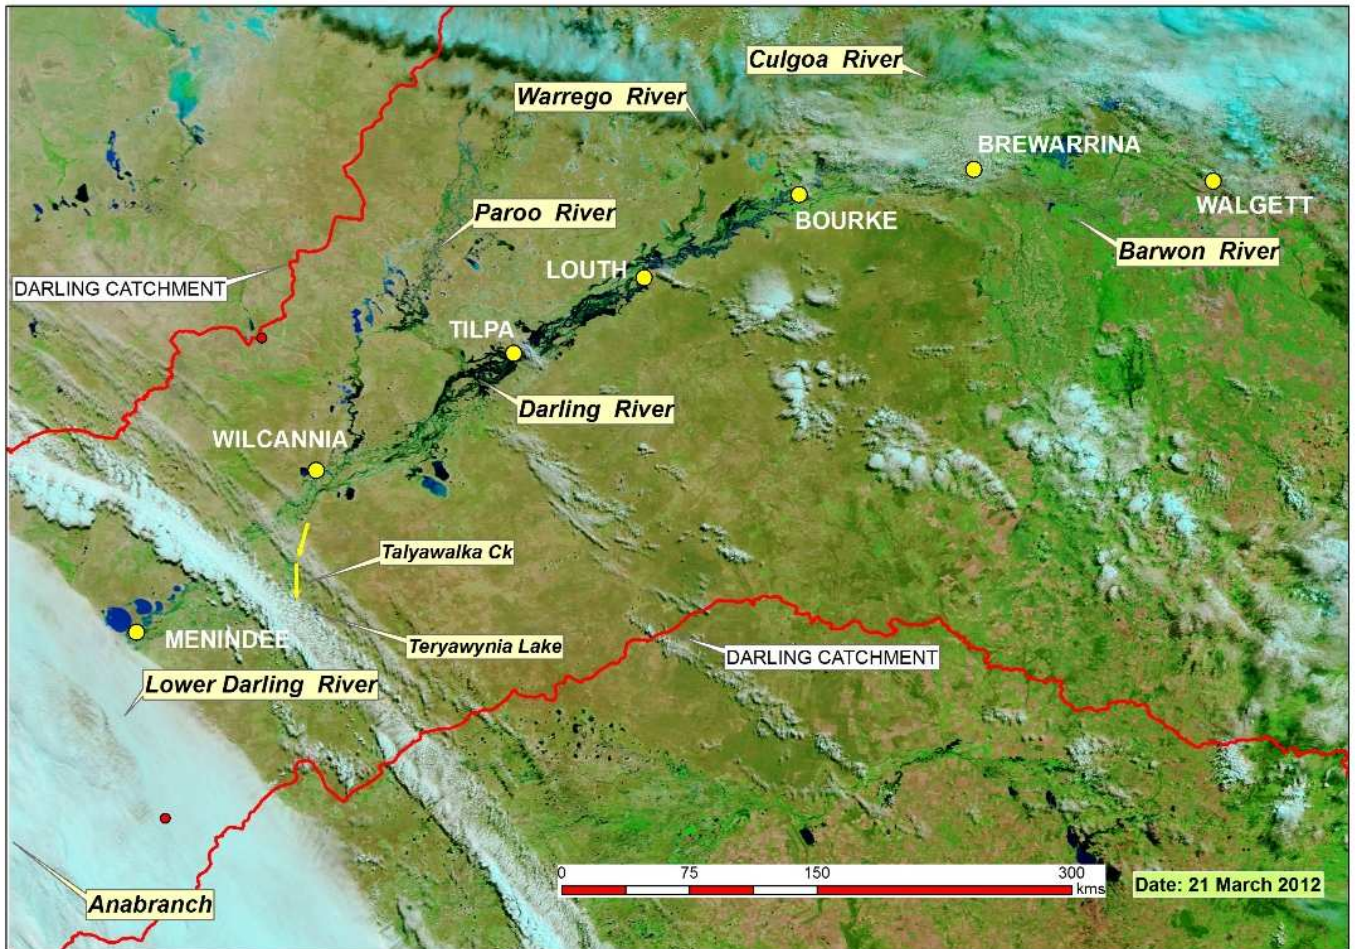 Culgoa River
Warrego River
BREWARRINA
WALGETT
Paroo River
BOURKE
Barwon River
LOUTH
DARLING CATCHMENT
TILPA
Darling River
WILCANNIA
Talyawalka Ck
MENINDEE
Teryawynia Lake
DARLING CATCHMENT
Lower Darling River
0 75 150 300
kms
Date: 21 March 2012
Anabranch